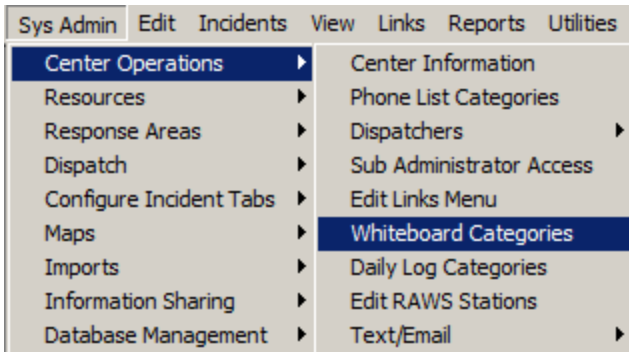 Sys Admin Edit Incidents View Links Reports Utilities
Center Operations Center Information
Resources Phone List Categories
Response Areas Dispatchers
Dispatch Sub Administrator Access
Configure Incident Tabs Edit Links Menu
Maps Whiteboard Categories
Imports Daily Log Categories
Information Sharing Edit RAWS Stations
Database Management Text/Email